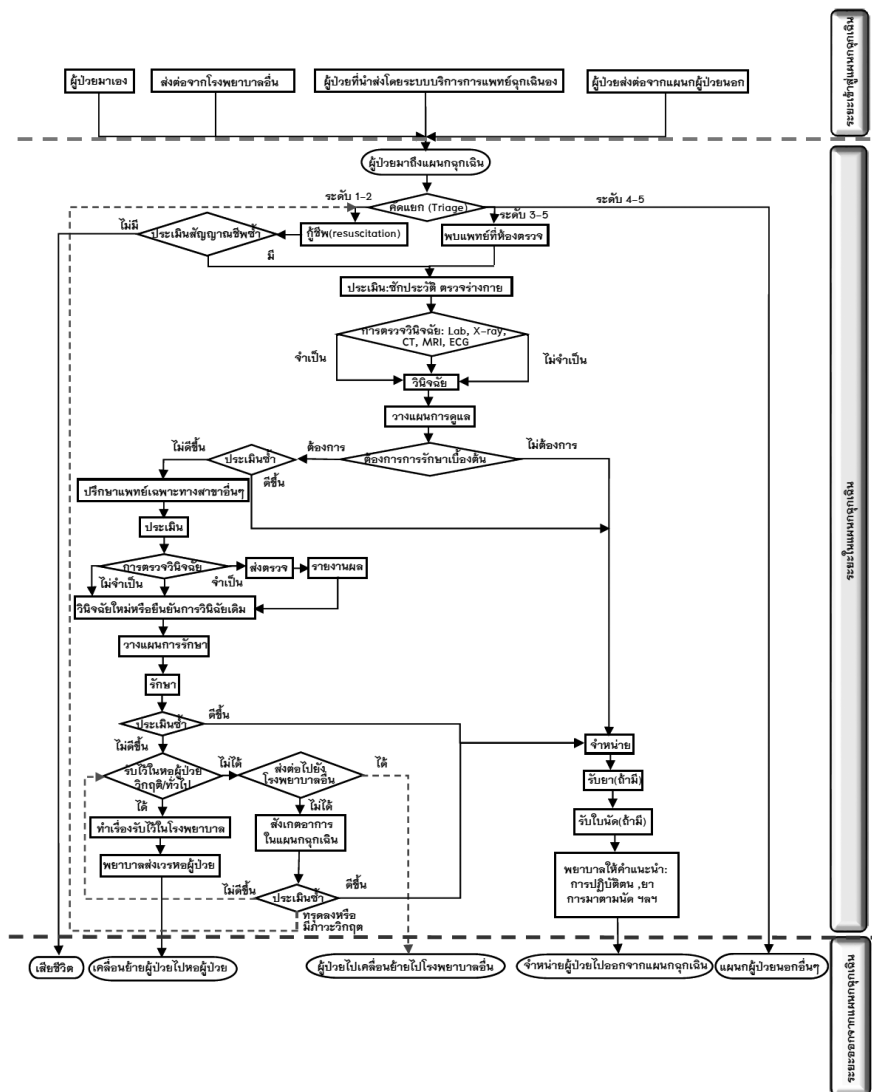 ระยะเข้าสู่แผนกฉุกเฉิน
ผู้ป่วยมาเอง
ส่งต่อจากโรงพยาบาลอื่น
ผู้ป่วยที่นำส่งโดยระบบบริการการแพทย์ฉุกเฉินอง
ผู้ป่วยส่งต่อจากแผนกผู้ป่วยนอก
ผู้ป่วยมาถึงแผนกฉุกเฉิน
ระดับ 1-2
คัดแยก (Triage)
ระดับ 3-5
ระดับ 4-5
ไม่มี
ประเมินสัญญาณชีพซ้ำ
กู้ชีพ(resuscitation)
พบแพทย์ที่ห้องตรวจ
มี
ประเมิน:ซักประวัติ ตรวจร่างกาย
การตรวจวินิจฉัย: Lab, X-ray,
CT, MRI, ECG
จำเป็น
ไม่จำเป็น
วินิจฉัย
วางแผนการดูแล
ไม่ดีขึ้น
ประเมินซ้ำ
ต้องการ
ต้องการการรักษาเบื้องต้น
ไม่ต้องการ
ดีขึ้น
ปรึกษาแพทย์เฉพาะทางสาขาอื่นๆ
ประเมิน
การตรวจวินิจฉัย
ส่งตรวจ
รายงานผล
ไม่จำเป็น
จำเป็น
วินิจฉัยใหม่หรือยืนยันการวินิฉัยเดิม
วางแผนการรักษา
รักษา
ประเมินซ้ำ
ดีขึ้น
ไม่ดีขึ้น
จำหน่าย
รับไว้ในหอผู้ป่วย
วิกฤติ/ทั่วไป
ไม่ได้
ส่งต่อไปยัง
โรงพยาบาลอื่น
ได้
รับยา(ถ้ามี)
ได้
ไม่ได้
ทำเรื่องรับไว้ในโรงพยาบาล
สังเกตอาการ
ในแผนกฉุกเฉิน
รับใบนัด(ถ้ามี)
พยาบาลส่งเวรหอผู้ป่วย
พยาบาลให้คำแนะนำ:
การปฏิบัติตน ,ยา
การมาตามนัด ฯลฯ
ไม่ดีขึ้น
ประเมินซ้ำ
ดีขึ้น
ทรุดลงหรือ
มีภาวะวิกฤต
เสียชีวิต
เคลื่อนย้ายผู้ป่วยไปหอผู้ป่วย
ผู้ป่วยไปเคลื่อนย้ายไปโรงพยาบาลอื่น
จำหน่ายผู้ป่วยไปออกจากแผนกฉุกเฉิน
แผนกผู้ป่วยนอกอื่นๆ
ระยะออกจากแผนกฉุกเฉิน